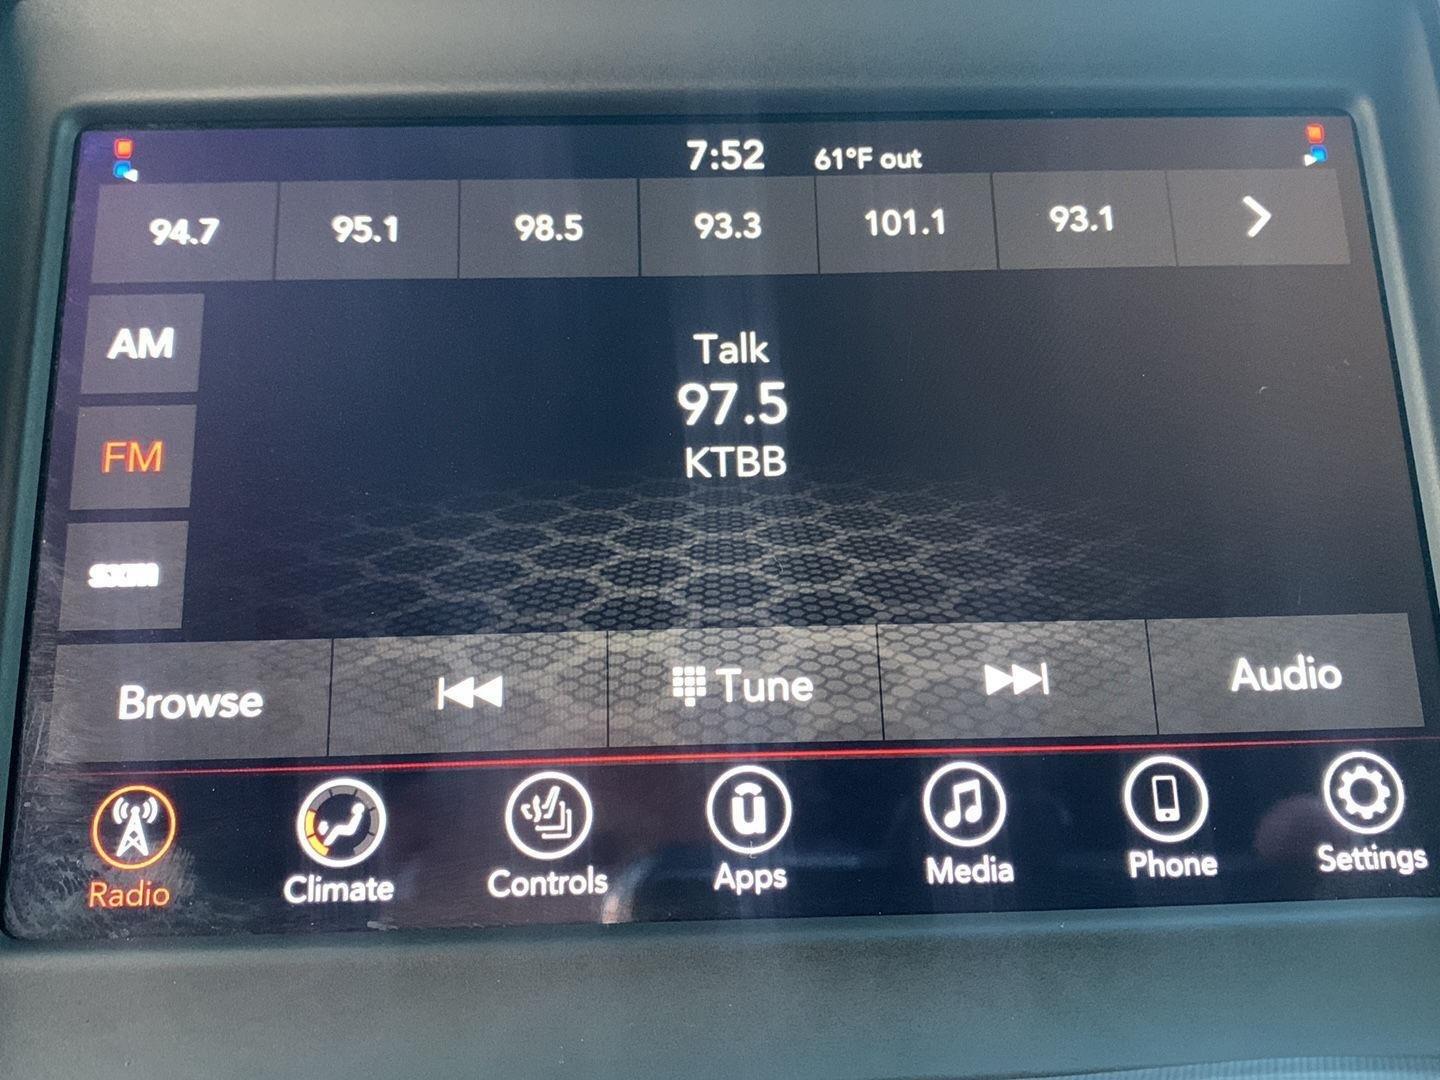 7:52 61°F out
94.7 95.1 98.5 93.3 101.1 93.1
AM
Talk
97.5
FM
KTBB
SXM
Browse Tune Audio
Radio Climate Controls Apps Media Phone Settings